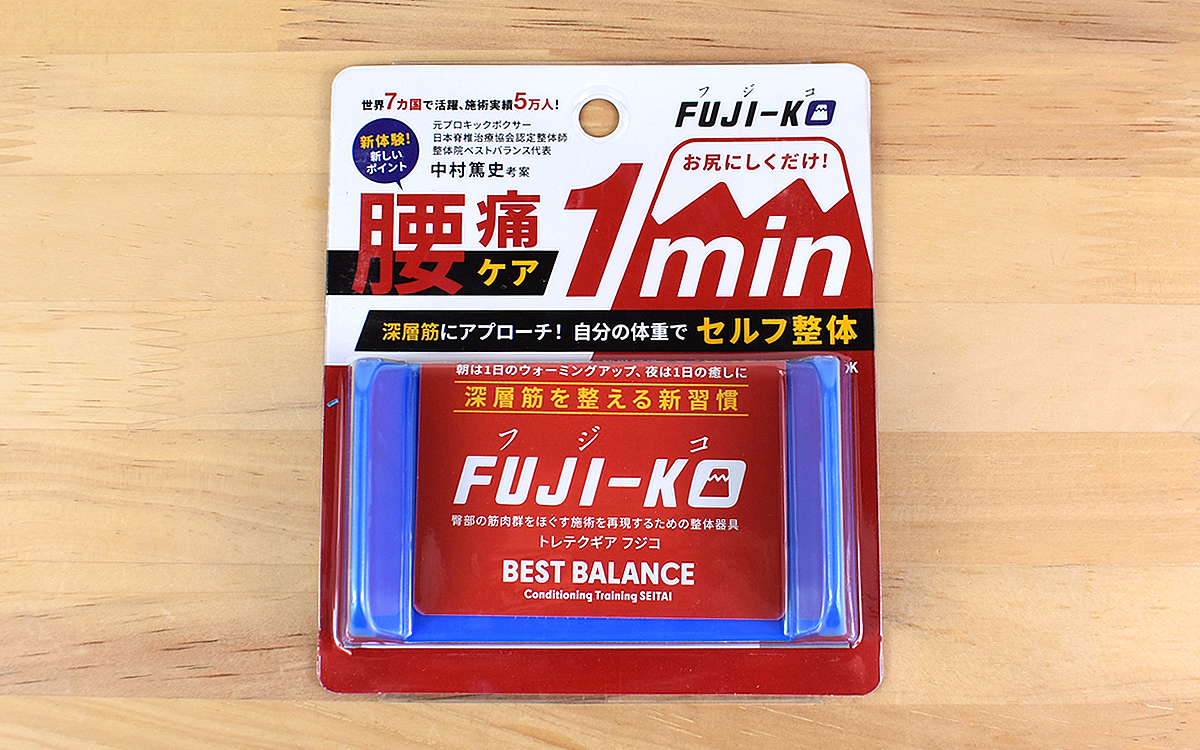 世界7カ国で活躍、施術実績5万人!
フジコ
FUJI-KO
新体験!
新しい
ポイント
元プロキックボクサー
日本脊椎治療協会認定整体師
整体院ベストバランス代表
中村篤史考案
お尻にしくだけ!
腰痛
ケア
1min
深層筋にアプローチ! 自分の体重で セルフ整体
朝は1日のウォーミングアップ、夜は1日の癒しに
深層筋を整える新習慣
フジコ
FUJI-KO
臀部の筋肉群をほぐす施術を再現するための整体器具
トレテクギア フジコ
BEST BALANCE
Conditioning Training SEITAI